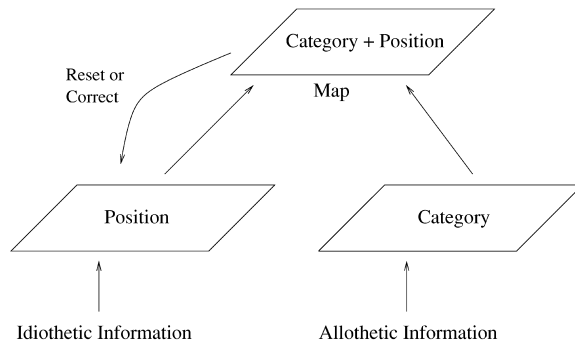 Category + Position
Reset or
Correct
Map
Position
Category
Idiothetic Information
Allothetic Information